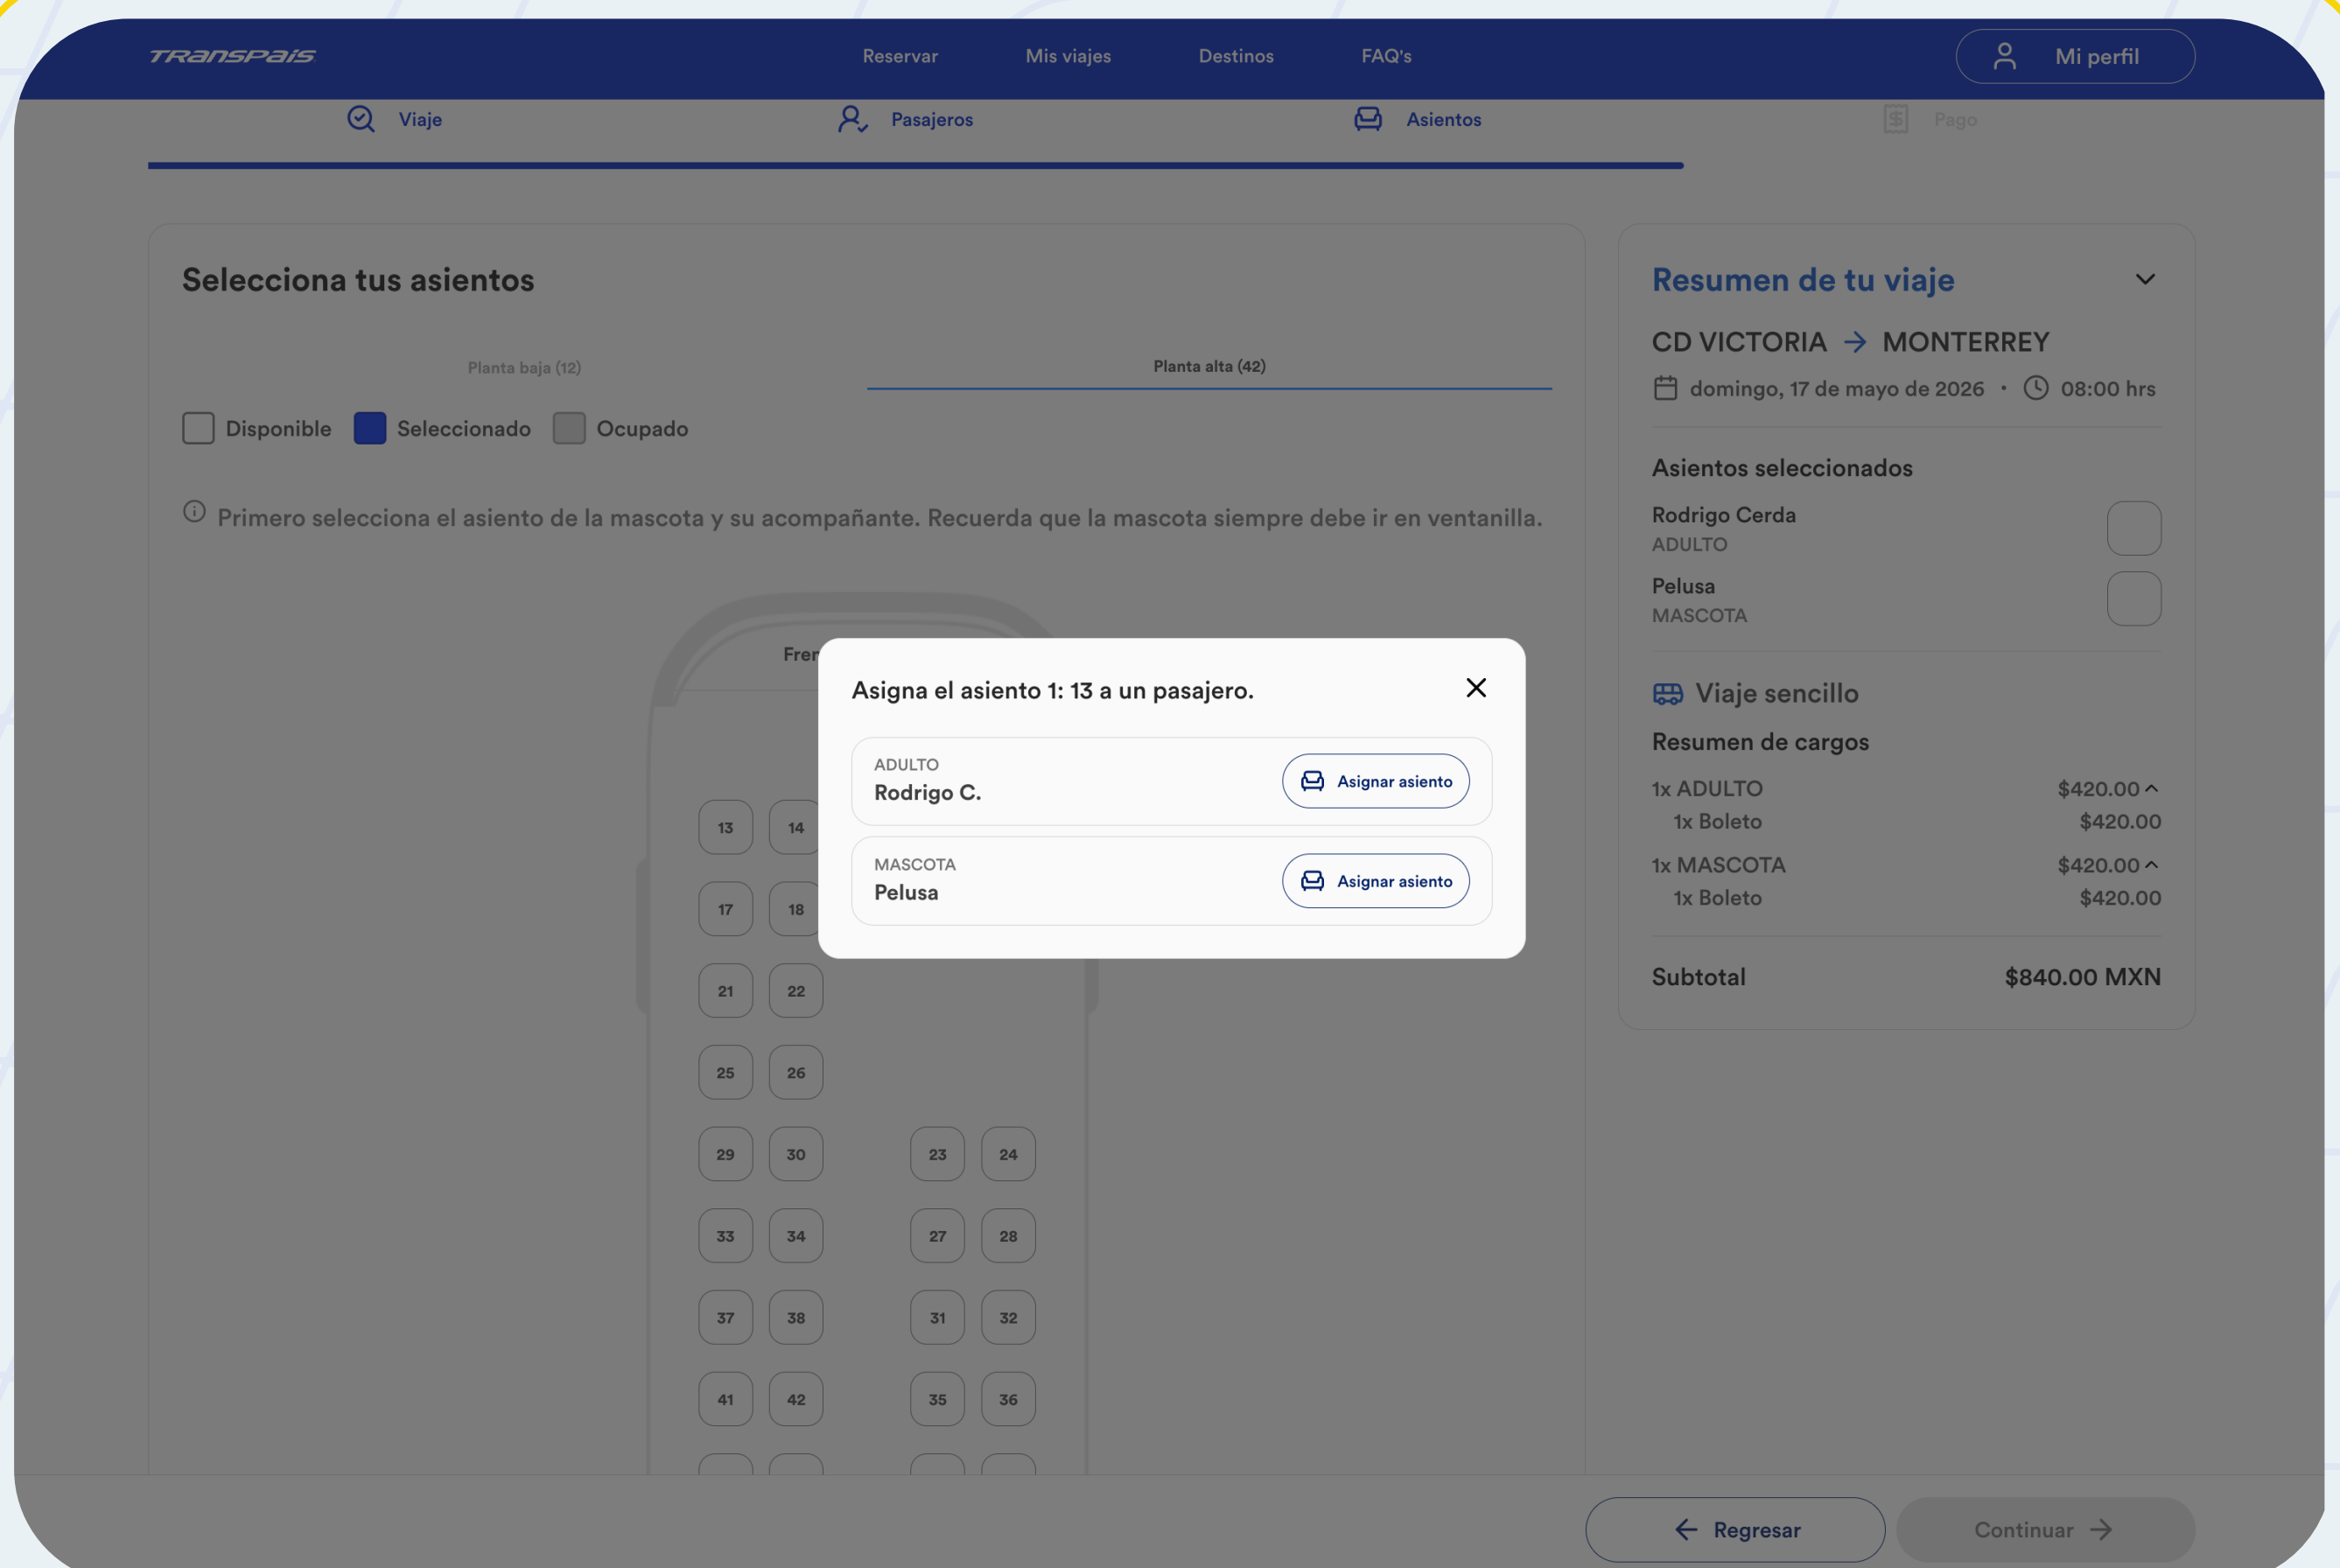 TRANSPAÍS
Reservar
Mis viajes
Destinos
FAQ's
Mi perfil
Viaje
Pasajeros
Asientos
Pago
Selecciona tus asientos
Planta baja (12)
Planta alta (42)
Disponible
Seleccionado
Ocupado
Primero selecciona el asiento de la mascota y su acompañante. Recuerda que la mascota siempre debe ir en ventanilla.
Asigna el asiento 1: 13 a un pasajero.
ADULTO
Rodrigo C.
Asignar asiento
MASCOTA
Pelusa
Asignar asiento
13 14
17 18
21 22
25 26
29 30 23 24
33 34 27 28
37 38 31 32
41 42 35 36
Resumen de tu viaje
CD VICTORIA → MONTERREY
domingo, 17 de mayo de 2026 • 08:00 hrs
Asientos seleccionados
Rodrigo Cerda
ADULTO
Pelusa
MASCOTA
Viaje sencillo
Resumen de cargos
1x ADULTO $420.00
1x Boleto $420.00
1x MASCOTA $420.00
1x Boleto $420.00
Subtotal $840.00 MXN
Regresar
Continuar